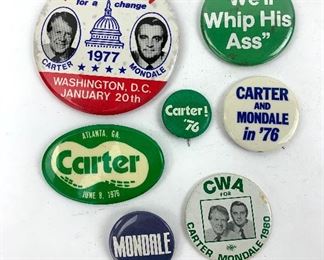 for a change
CARTER
MONDALE
1977
WASHINGTON, D.C.
JANUARY 20th
We'll
Whip His
Ass"
Carter!
'76
CARTER
AND
MONDALE
in '76
ATLANTA, GA.
Carter
JUNE 8, 1976
MONDALE
CWA
FOR
CARTER MONDALE 1980